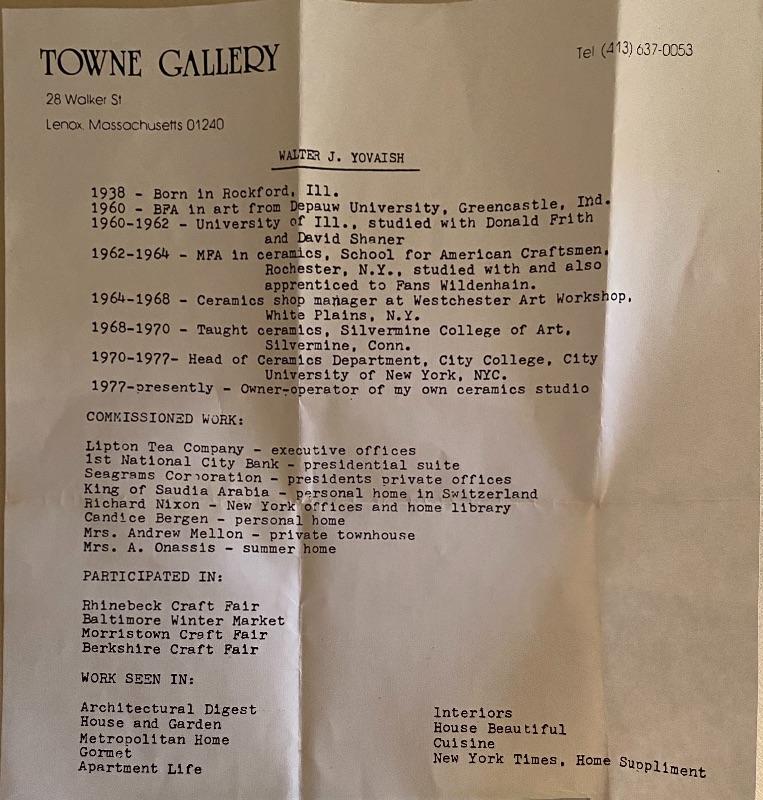 TOWNE GALLERY
Tel (413) 637-0053
28 Walker St
Lenox, Massachusetts 01240
WALTER J. YOVAISH
1938 - Born in Rockford, Ill.
1960 - BFA in art from Depauw University, Greencastle, Ind.
1960-1962 - University of Ill., studied with Donald Frith
and David Shaner
1962-1964 - MFA in ceramics, School for American Craftsmen,
Rochester, N.Y., studied with and also
apprenticed to Fans Wildenhain.
1964-1968 - Ceramics shop manager at Westchester Art Workshop,
White Plains, N.Y.
1968-1970 - Taught ceramics, Silvermine College of Art,
Silvermine, Conn.
1970-1977- Head of Ceramics Department, City College, City
University of New York, NYC.
1977-presently - Owner-operator of my own ceramics studio
COMMISSIONED WORK:
Lipton Tea Company - executive offices
1st National City Bank - presidential suite
Seagrams Corporation - presidents private offices
King of Saudia Arabia - personal home in Switzerland
Richard Nixon - New York offices and home library
Candice Bergen - personal home
Mrs. Andrew Mellon - private townhouse
Mrs. A. Onassis - summer home
PARTICIPATED IN:
Rhinebeck Craft Fair
Baltimore Winter Market
Morristown Craft Fair
Berkshire Craft Fair
WORK SEEN IN:
Architectural Digest
House and Garden
Metropolitan Home
Gormet
Apartment Life
Interiors
House Beautiful
Cuisine
New York Times, Home Suppliment